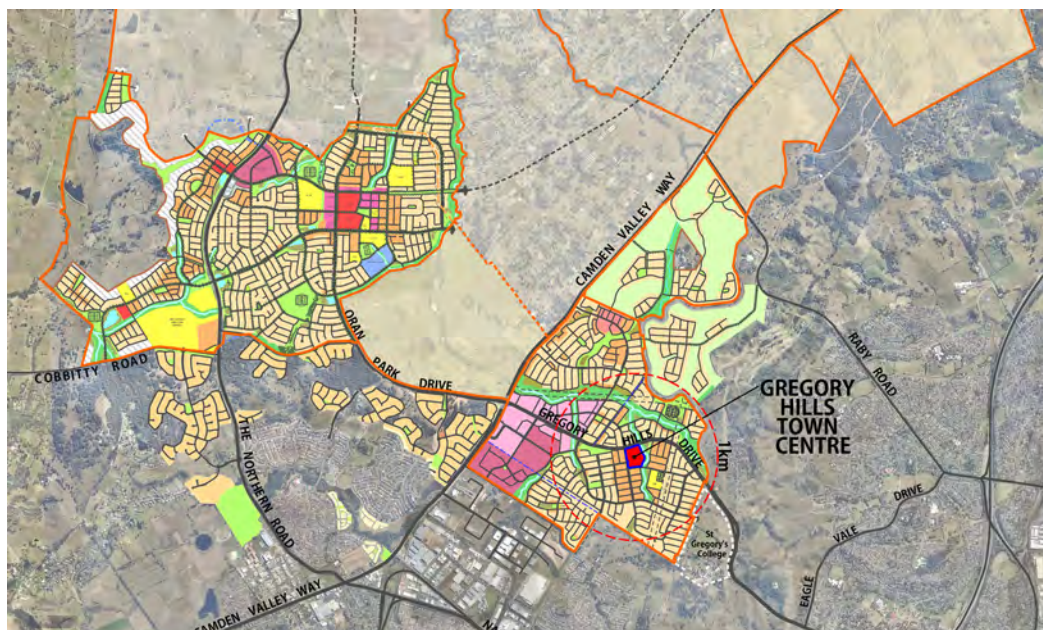 CAMDEN VALLEY WAY
ORAN
PARK DRIVE
COBBITTY ROAD
RABY
ROAD
GREGORY
HILLS
TOWN
CENTRE
GREGORY
HILLS
DRIVE
1km
THE NORTHERN ROAD
DRIVE
VALE
EAGLE
St
Gregory's
College
CAMDEN VALLEY WAY
NA